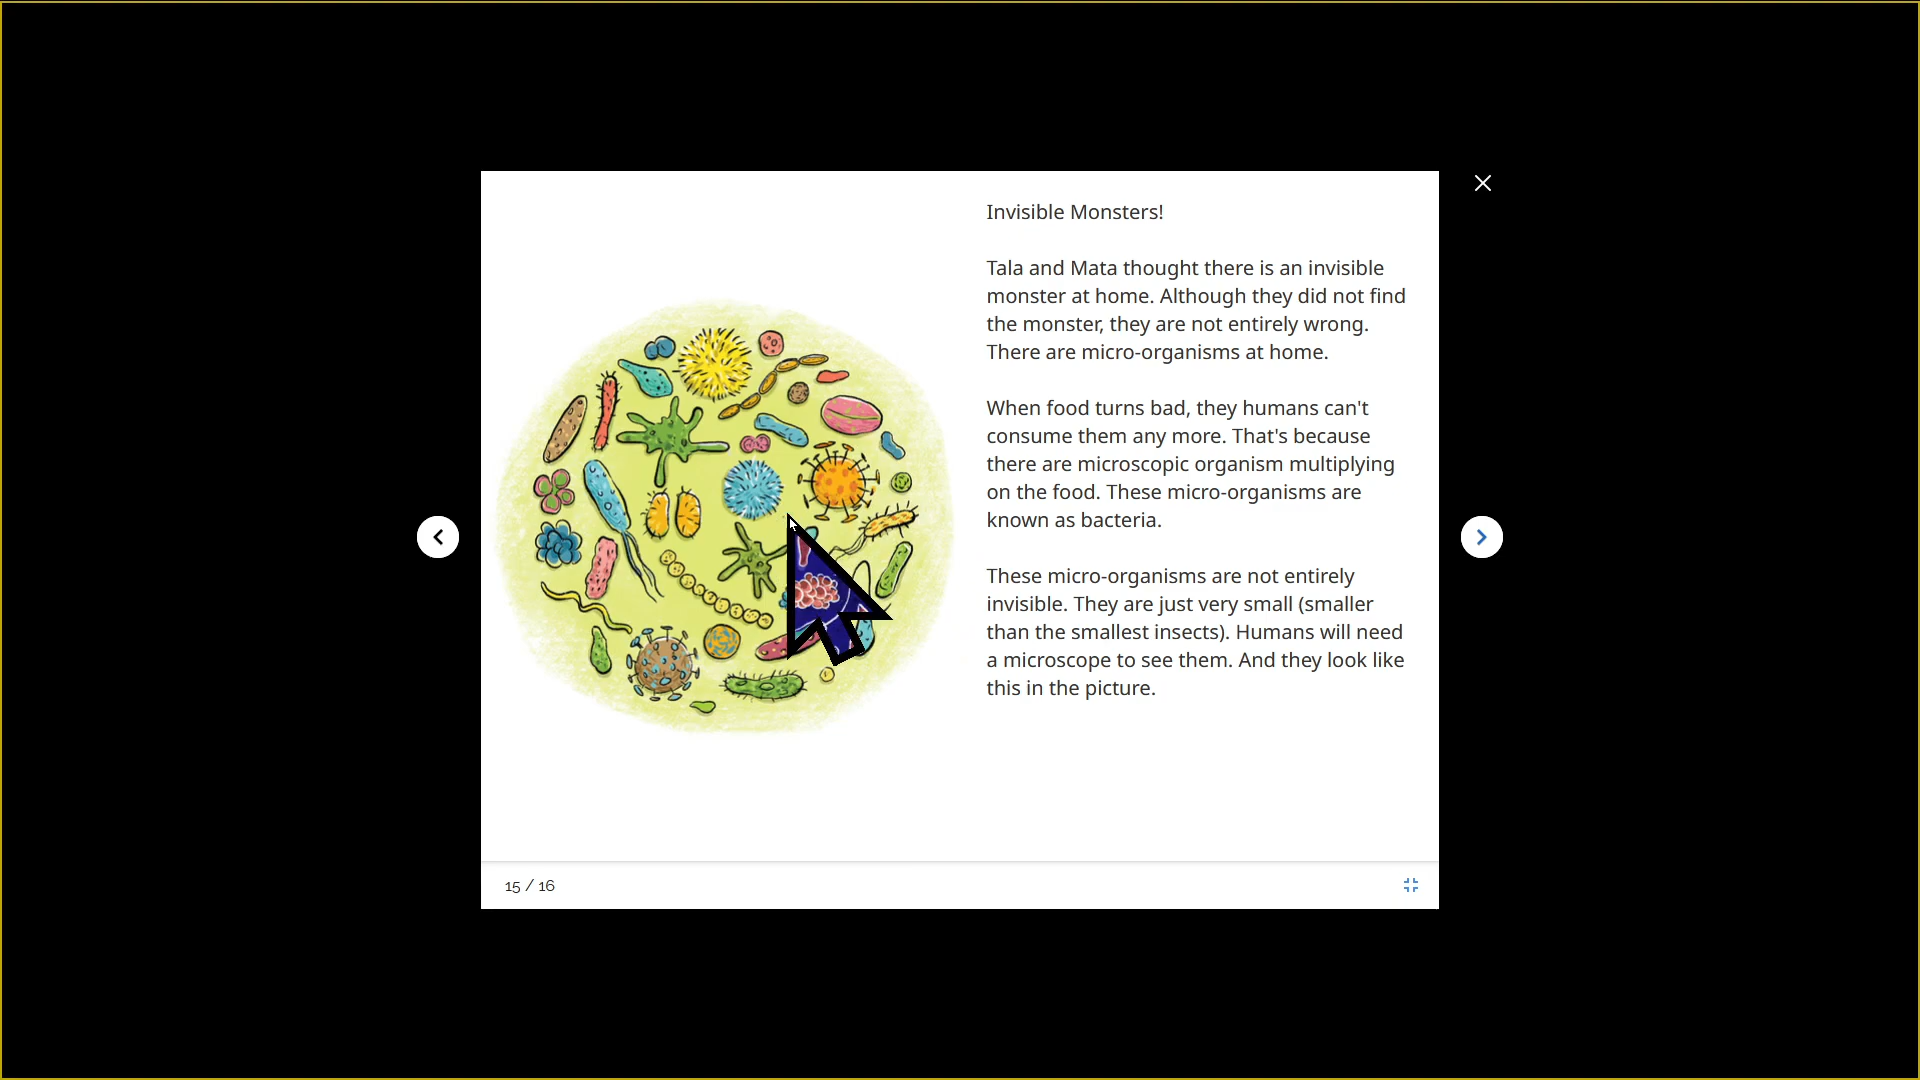 Invisible Monsters!
Tala and Mata thought there is an invisible
monster at home. Although they did not find
the monster, they are not entirely wrong.
There are micro-organisms at home.
When food turns bad, they humans can't
consume them any more. That's because
there are microscopic organism multiplying
on the food. These micro-organisms are
known as bacteria.
These micro-organisms are not entirely
invisible. They are just very small (smaller
than the smallest insects). Humans will need
a microscope to see them. And they look like
this in the picture.
15 / 16